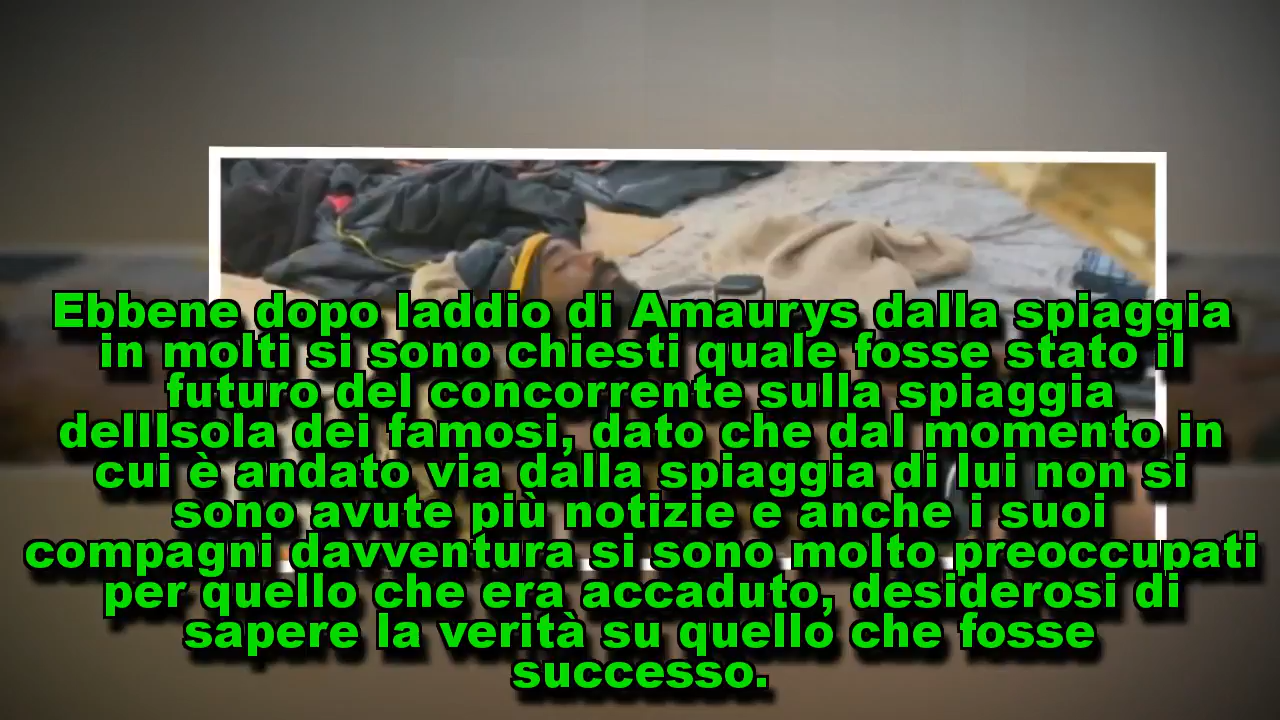 Ebbene dopo laddio di Amaurys dalla spiaggia
in molti si sono chiesti quale fosse stato il
futuro del concorrente sulla spiaggia
dellIsola dei famosi, dato che dal momento in
cui è andato via dalla spiaggia di lui non si
sono avute più notizie e anche i suoi
compagni davventura si sono molto preoccupati
per quello che era accaduto, desiderosi di
sapere la verità su quello che fosse
successo.